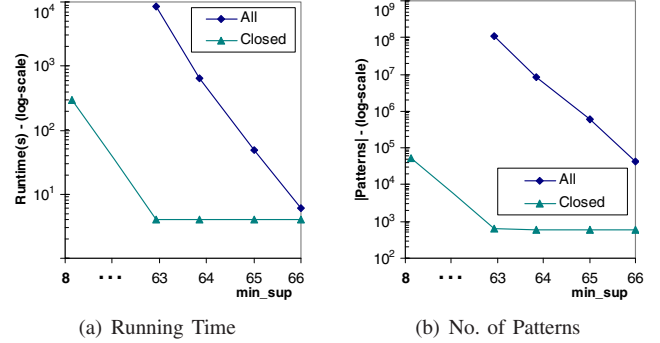 10^4
10^3
10^2
10^1
Runtime(s) - (log-scale)
All
Closed
8 ... 63 64 65 66
min_sup
(a) Running Time
10^9
10^8
10^7
10^6
10^5
10^4
10^3
10^2
|Patterns| - (log-scale)
All
Closed
8 ... 63 64 65 66
min_sup
(b) No. of Patterns